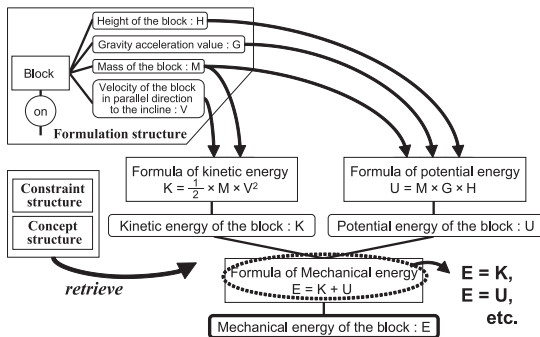 Height of the block : H
Gravity acceleration value : G
Mass of the block : M
Velocity of the block
in parallel direction
to the incline : V
Block
on
Formulation structure
Formula of kinetic energy
K = 1/2 × M × V²
Formula of potential energy
U = M × G × H
Constraint
structure
Concept
structure
Kinetic energy of the block : K
Potential energy of the block : U
retrieve
Formula of Mechanical energy
E = K + U
E = K,
E = U,
etc.
Mechanical energy of the block : E